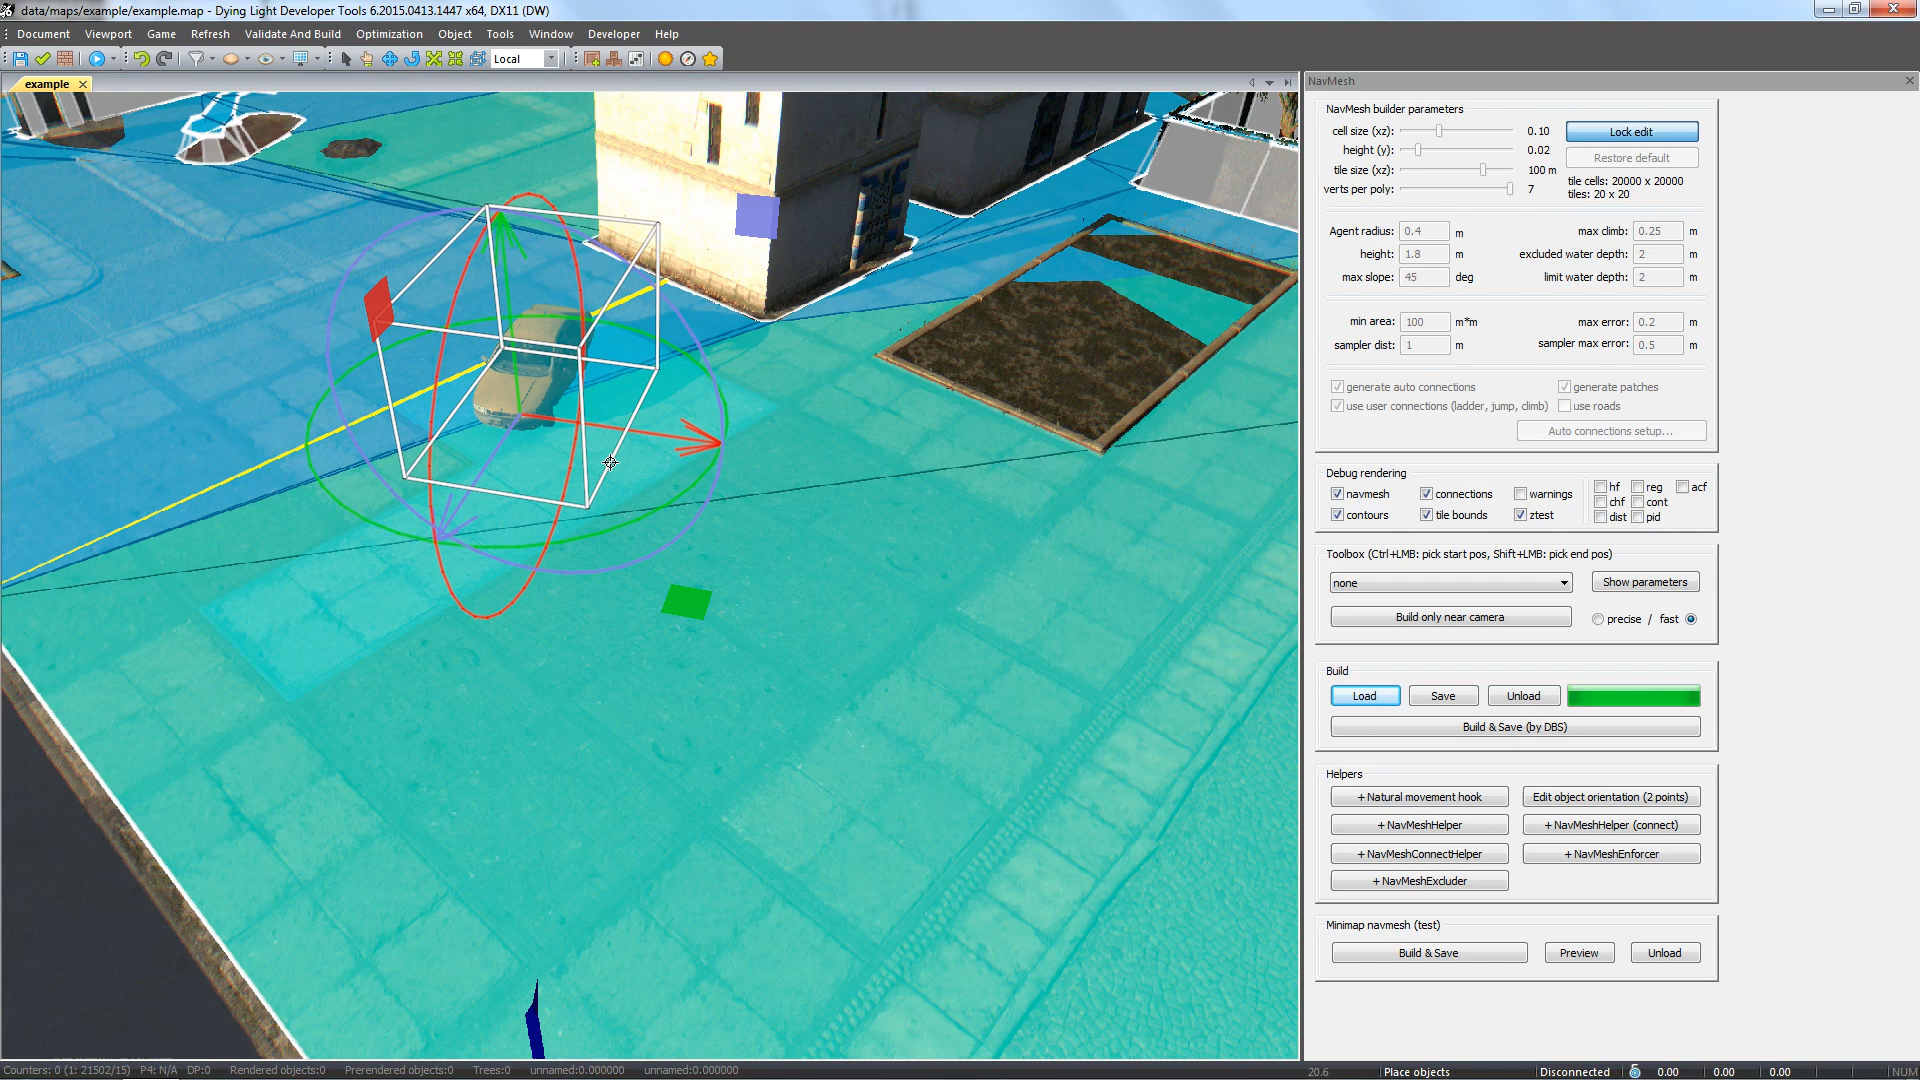 data/maps/example/example.map - Dying Light Developer Tools 6.2015.0413.1447 x64, DX11 (DW)
Document Viewport Game Refresh Validate And Build Optimization Object Tools Window Developer Help
Local
example
NavMesh
NavMesh builder parameters
cell size (xz): 0.10 Lock edit
height (y): 0.02 Restore default
tile size (xz): 100 m
tile cells: 20000 x 20000
verts per poly: 7
tiles: 20 x 20
Agent radius: 0.4 m max climb: 0.25 m
height: 1.8 m excluded water depth: 2 m
max slope: 45 deg limit water depth: 2 m
min area: 100 m*m max error: 0.2 m
sampler dist: 1 m sampler max error: 0.5 m
generate auto connections generate patches
use user connections (ladder, jump, climb) use roads
Auto connections setup...
Debug rendering
navmesh connections warnings hf reg acf
chf cont
contours tile bounds ztest dist pid
Toolbox (Ctrl+LMB: pick start pos, Shift+LMB: pick end pos)
none Show parameters
Build only near camera precise / fast
Build
Load Save Unload
Build & Save (by DBS)
Helpers
+ Natural movement hook Edit object orientation (2 points)
+ NavMeshHelper + NavMeshHelper (connect)
+ NavMeshConnectHelper + NavMeshEnforcer
+ NavMeshExcluder
Minimap navmesh (test)
Build & Save Preview Unload
Counters: 0 (1: 21502/15) P4: N/A DP:0 Rendered objects:0 Prerendered objects:0 Trees:0 unnamed:0.000000 unnamed:0.000000 20.6 Place objects Disconnected 0.00 0.00 0.00 NUM